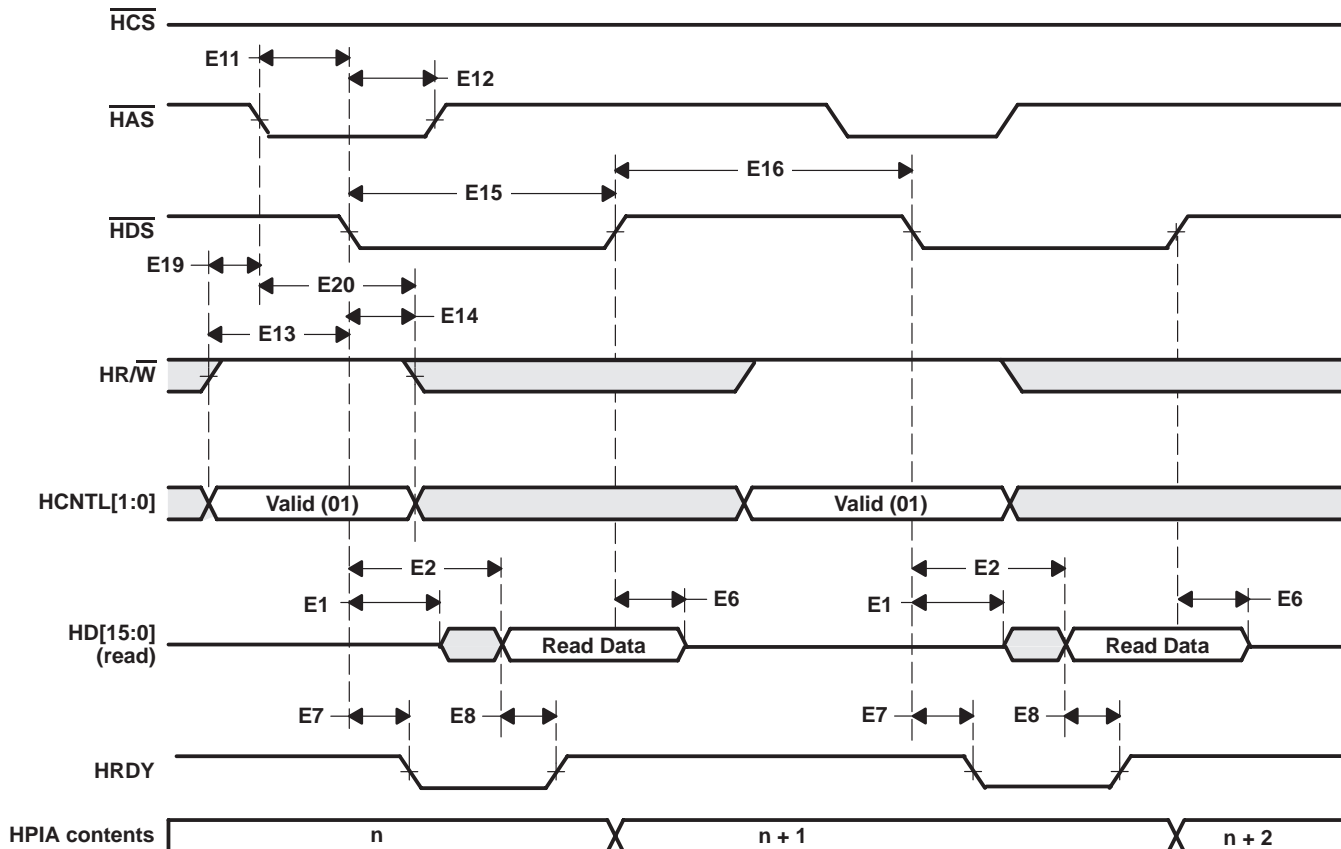 HCS
E11
E12
HAS
E16
E15
HDS
E19
E20
E14
E13
HR/W
HCNTL[1:0]
Valid (01)
Valid (01)
E2
E2
E1
E6
E1
E6
HD[15:0]
(read)
Read Data
Read Data
E7
E8
E7
E8
HRDY
HPIA contents
n
n + 1
n + 2